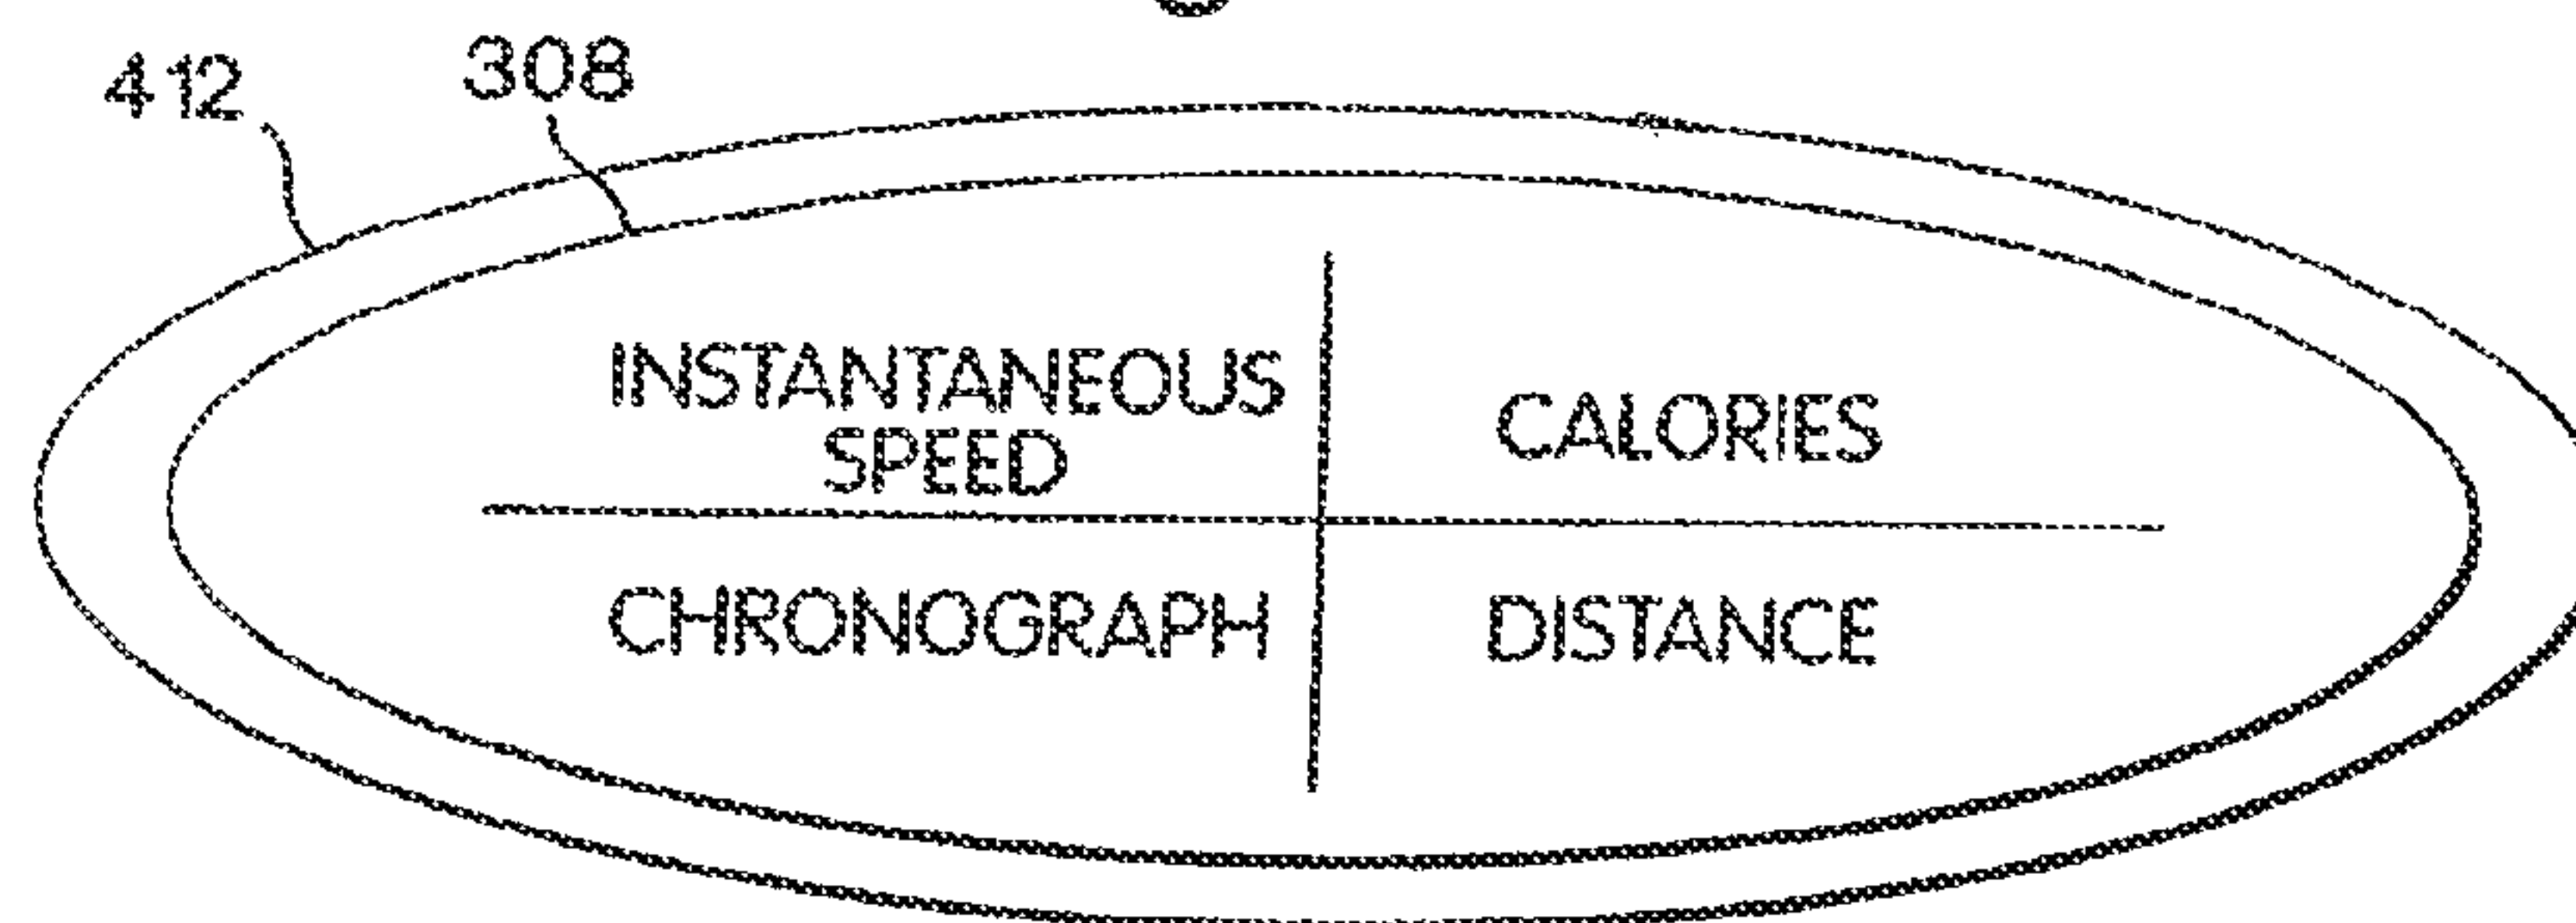 412
308
INSTANTANEOUS
SPEED
CALORIES
CHRONOGRAPH
DISTANCE